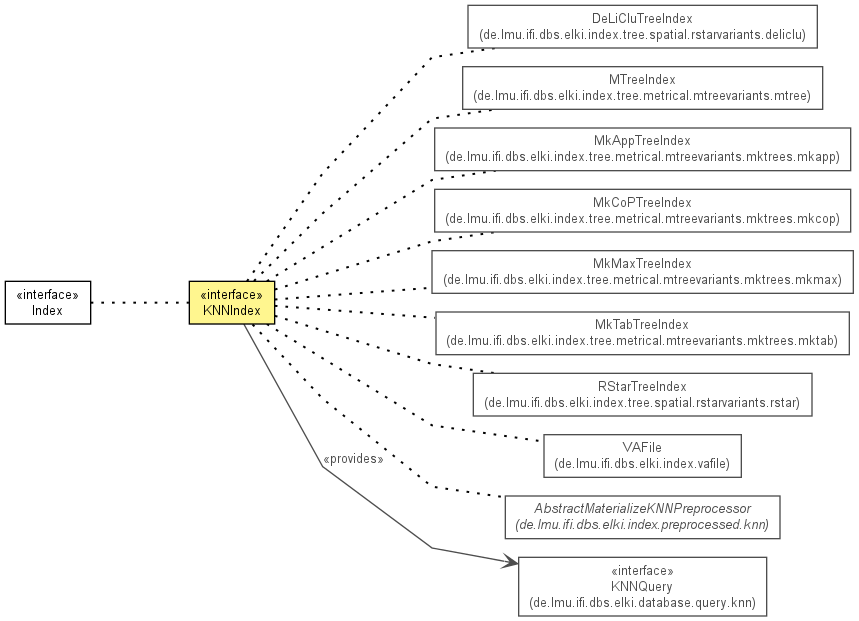 DeLiCluTreeIndex
(de.lmu.ifi.dbs.elki.index.tree.spatial.rstarvariants.deliclu)
MTreeIndex
(de.lmu.ifi.dbs.elki.index.tree.metrical.mtreevariants.mtree)
MkAppTreeIndex
(de.lmu.ifi.dbs.elki.index.tree.metrical.mtreevariants.mktrees.mkapp)
MkCoPTreeIndex
(de.lmu.ifi.dbs.elki.index.tree.metrical.mtreevariants.mktrees.mkcop)
MkMaxTreeIndex
(de.lmu.ifi.dbs.elki.index.tree.metrical.mtreevariants.mktrees.mkmax)
«interface»
Index
«interface»
KNNIndex
MkTabTreeIndex
(de.lmu.ifi.dbs.elki.index.tree.metrical.mtreevariants.mktrees.mktab)
RStarTreeIndex
(de.lmu.ifi.dbs.elki.index.tree.spatial.rstarvariants.rstar)
VAFile
(de.lmu.ifi.dbs.elki.index.vafile)
«provides»
AbstractMaterializeKNNPreprocessor
(de.lmu.ifi.dbs.elki.index.preprocessed.knn)
«interface»
KNNQuery
(de.lmu.ifi.dbs.elki.database.query.knn)